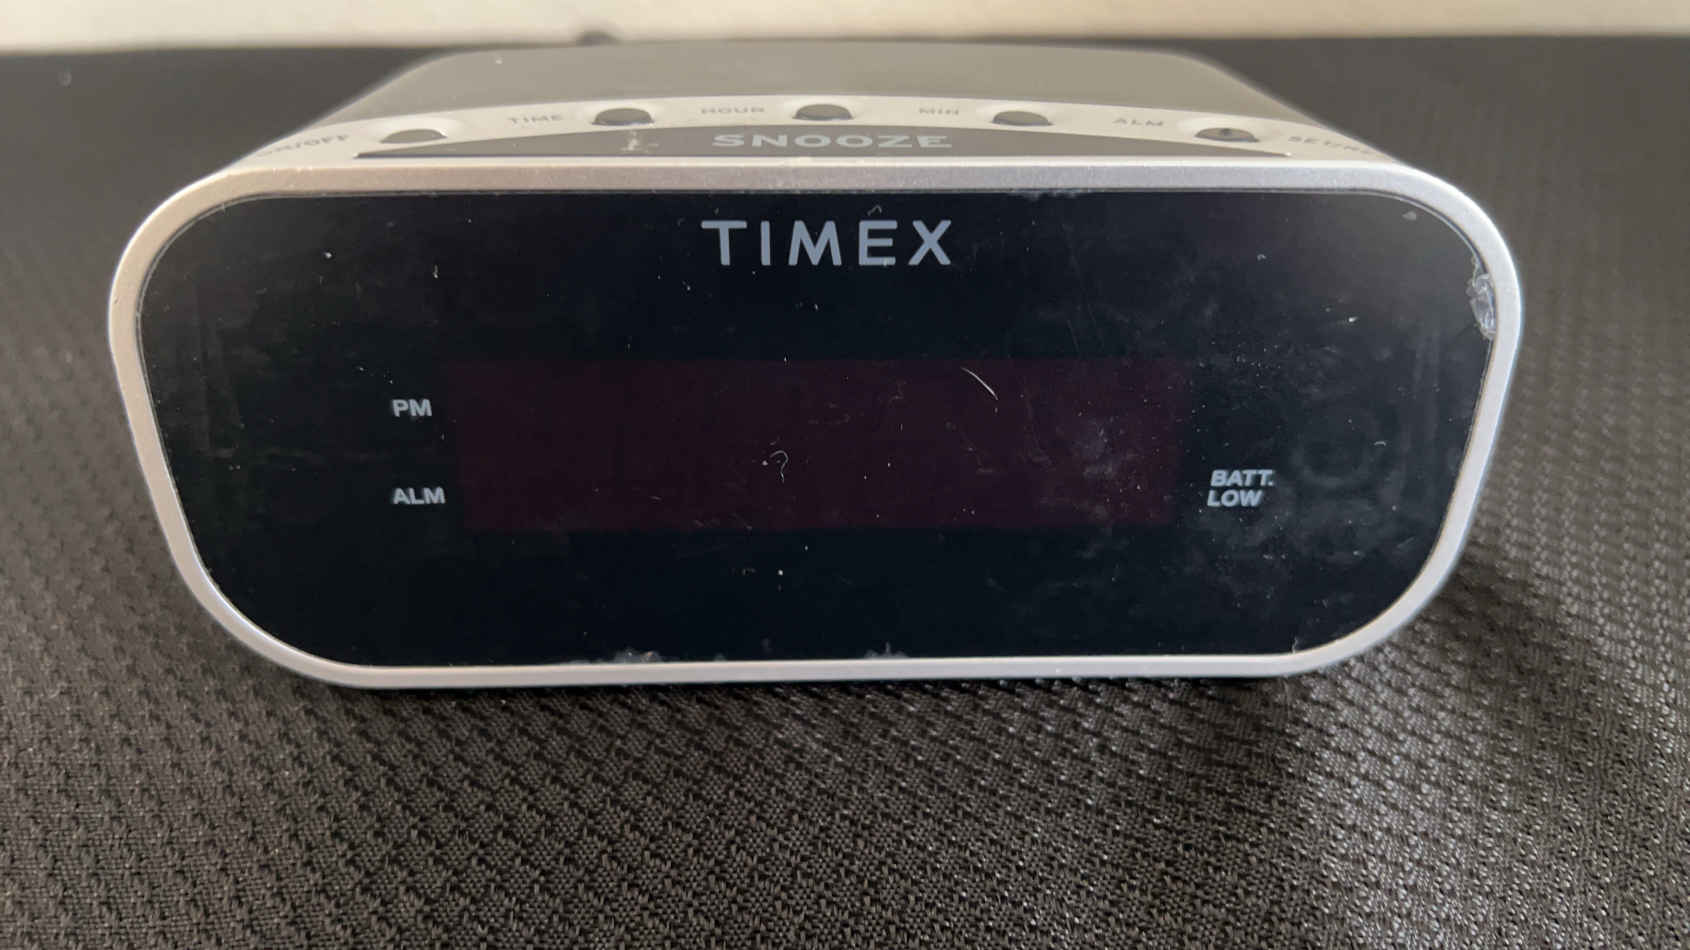 TIME HOUR MIN ALM
SNOOZE
TIMEX
PM
ALM
BATT.
LOW